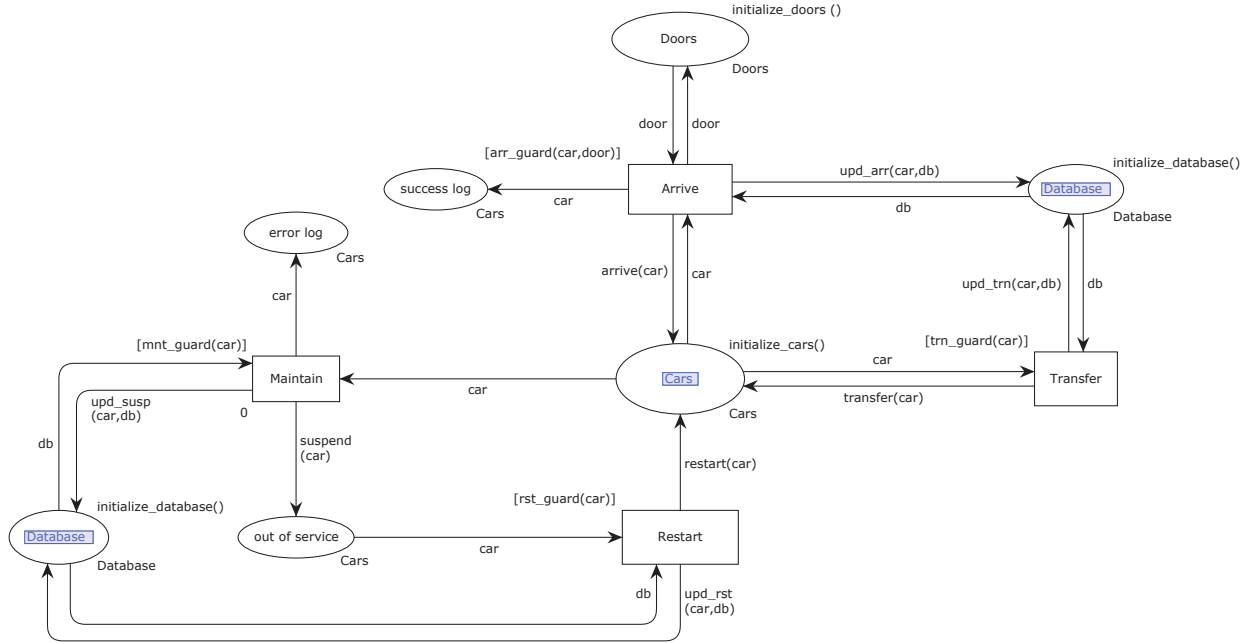 initialize_doors ()
Doors
Doors
door
door
[arr_guard(car,door)]
initialize_database()
upd_arr(car,db)
success log
Arrive
Database
car
db
Cars
Database
error log
Cars
arrive(car)
car
upd_trn(car,db)
db
car
[mnt_guard(car)]
initialize_cars()
[trn_guard(car)]
car
Maintain
Cars
Transfer
car
upd_susp
(car,db)
transfer(car)
0
Cars
db
suspend
(car)
restart(car)
initialize_database()
[rst_guard(car)]
Database
out of service
Restart
car
Database
Cars
db
upd_rst
(car,db)